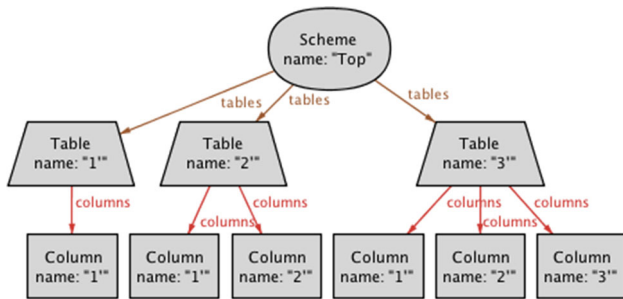 Scheme
name: "Top"
tables
tables
tables
Table
name: "1'"
Table
name: "2'"
Table
name: "3'"
columns
columns
columns
columns
columns
columns
Column
name: "1'"
Column
name: "1'"
Column
name: "2'"
Column
name: "1'"
Column
name: "2'"
Column
name: "3'"